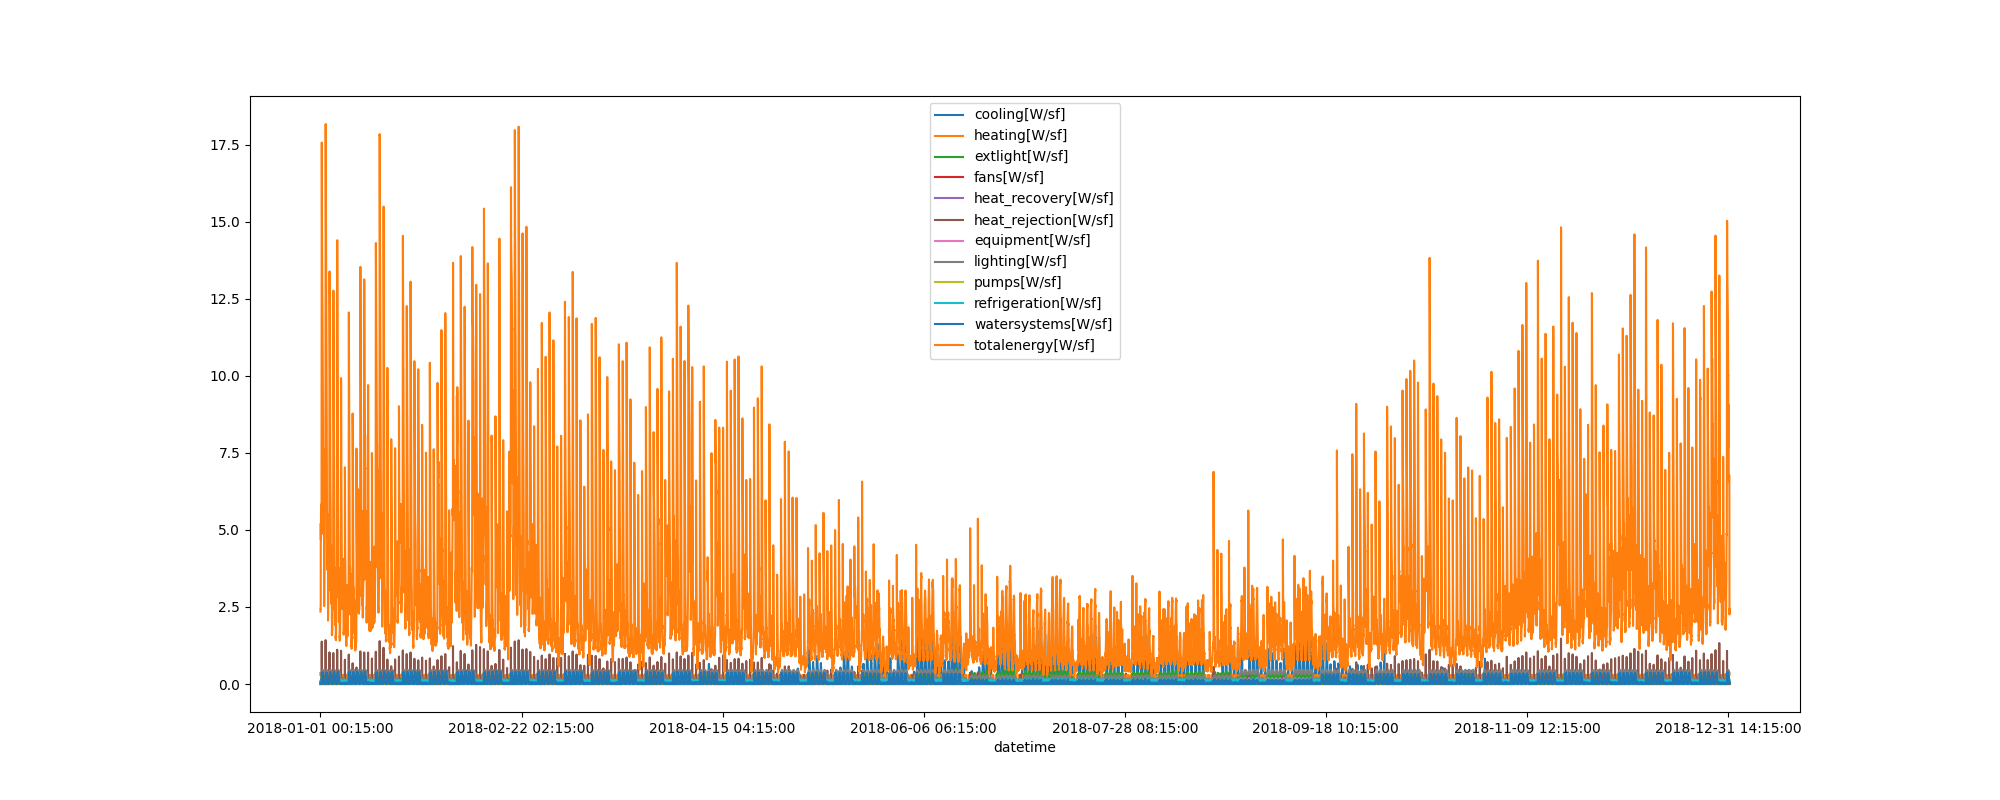 17.5
15.0
12.5
10.0
7.5
5.0
2.5
0.0
cooling[W/sf]
heating[W/sf]
extlight[W/sf]
fans[W/sf]
heat_recovery[W/sf]
heat_rejection[W/sf]
equipment[W/sf]
lighting[W/sf]
pumps[W/sf]
refrigeration[W/sf]
watersystems[W/sf]
totalenergy[W/sf]
2018-01-01 00:15:00 2018-02-22 02:15:00 2018-04-15 04:15:00 2018-06-06 06:15:00 2018-07-28 08:15:00 2018-09-18 10:15:00 2018-11-09 12:15:00 2018-12-31 14:15:00
datetime